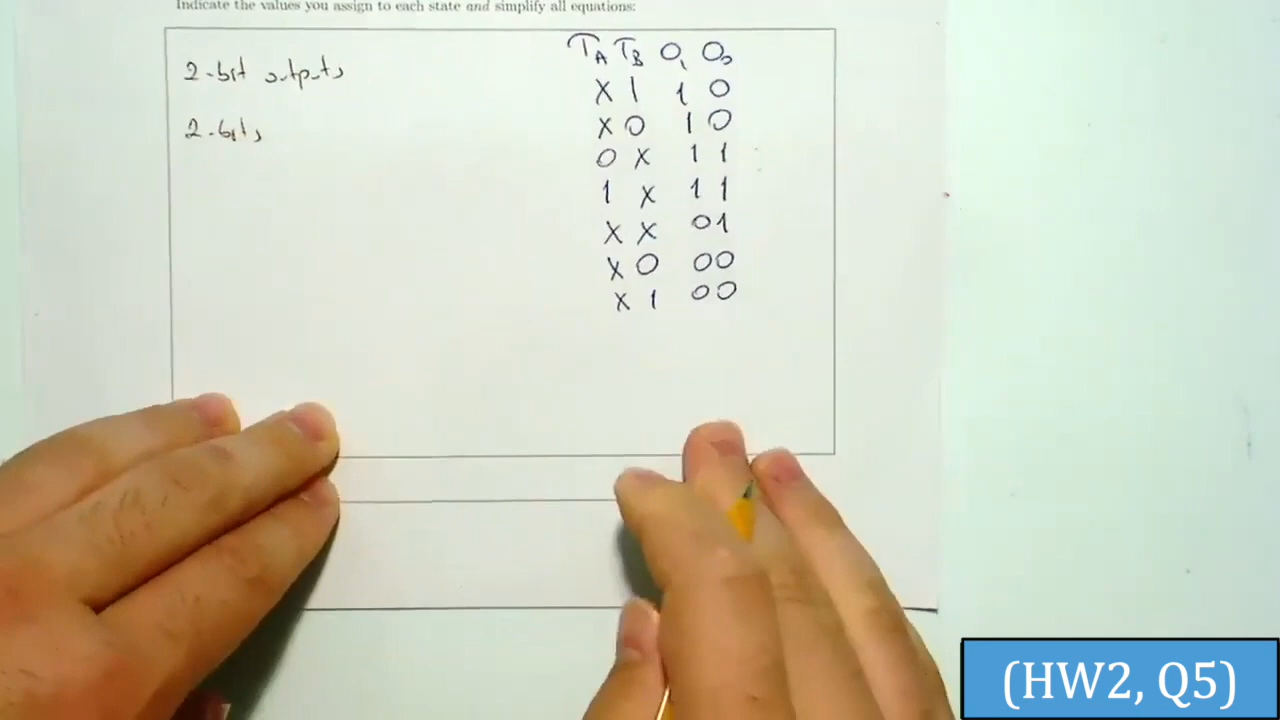 Indicate the values you assign to each state and simplify all equations:
2-bit outputs
2-bits
TA TB O1 O0
X 1 1 0
X 0 1 0
0 X 1 1
1 X 1 1
X X 0 1
X 0 0 0
X 1 0 0
(HW2, Q5)